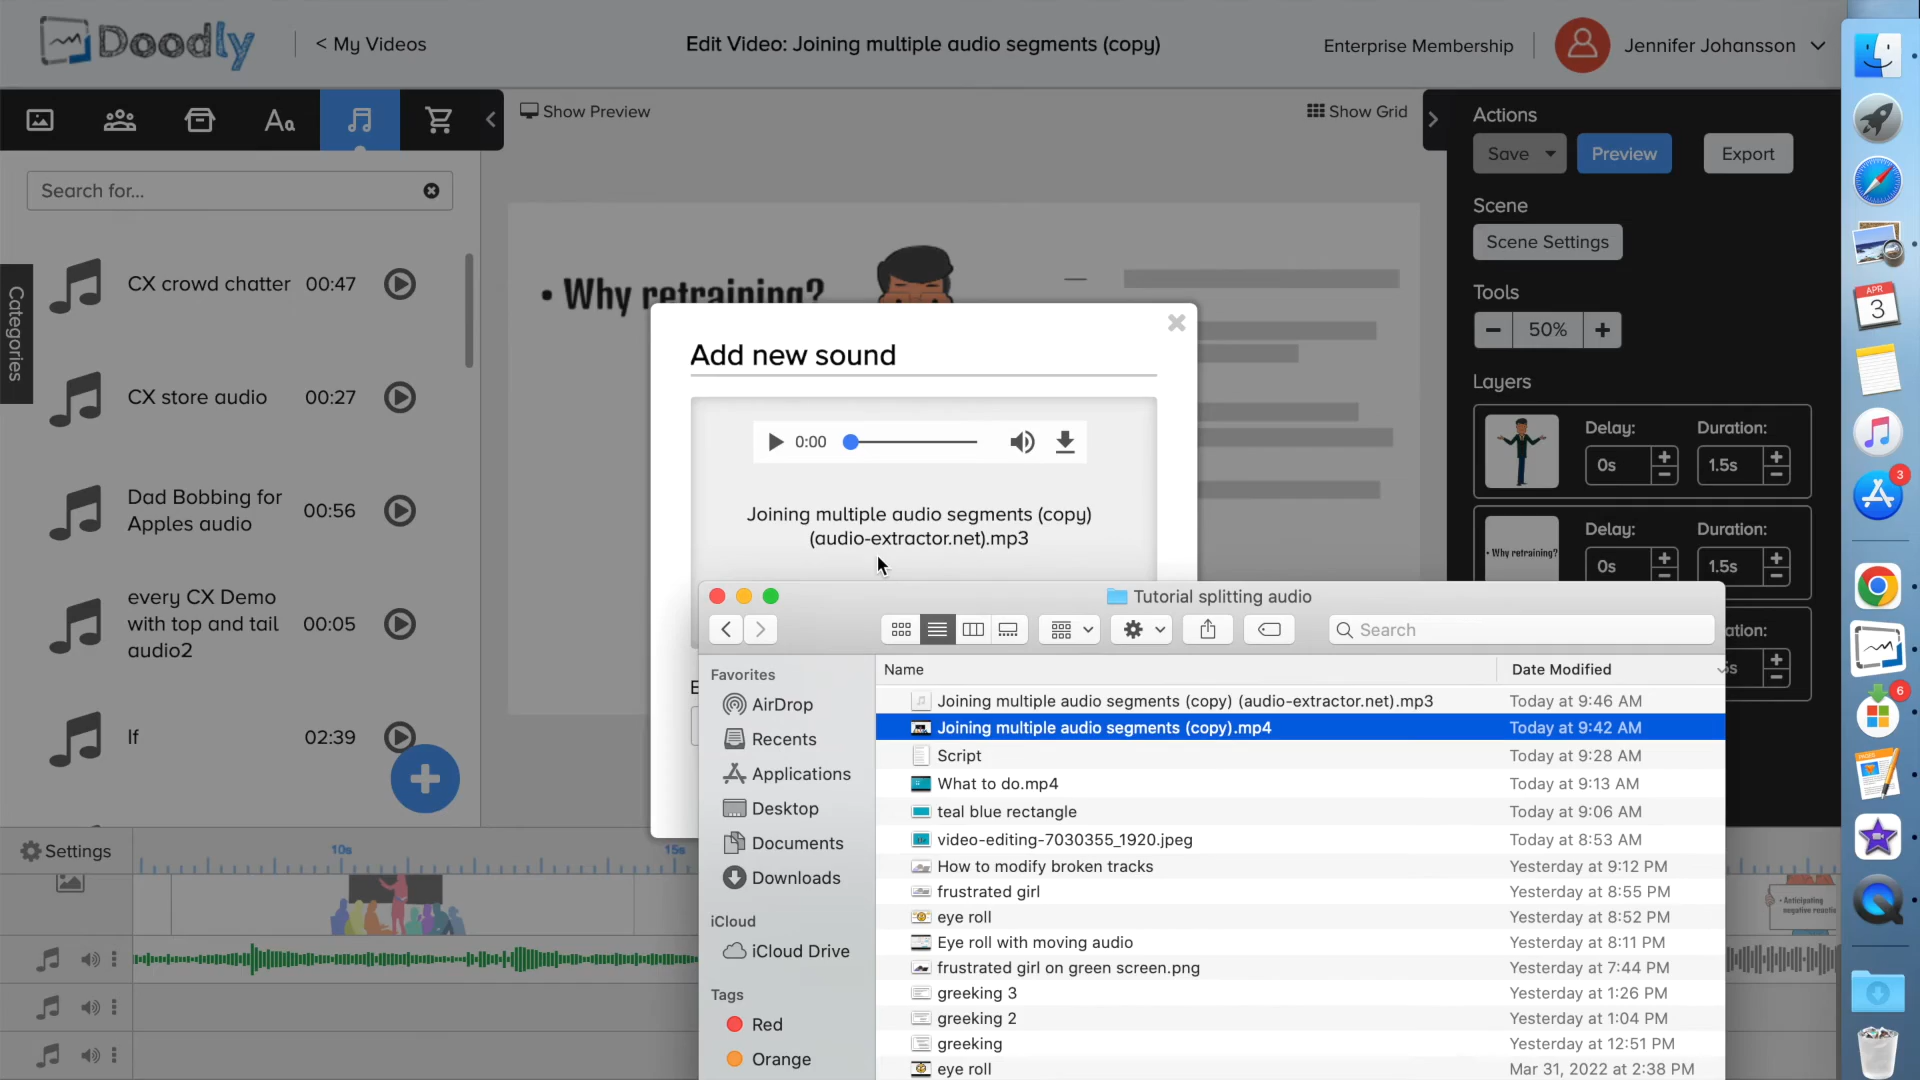 Doodly
< My Videos
Edit Video: Joining multiple audio segments (copy)
Enterprise Membership
Jennifer Johansson
Aa
Show Preview
Show Grid
Actions
Save
Preview
Export
Search for...
Scene
Scene Settings
Tools
50%
Layers
Categories
CX crowd chatter 00:47
CX store audio 00:27
Dad Bobbing for
Apples audio
00:56
every CX Demo
with top and tail
audio2
00:05
If 02:39
• Why retraining?
Add new sound
0:00
Joining multiple audio segments (copy)
(audio-extractor.net).mp3
Delay:
Duration:
0s
1.5s
• Why retraining?
Delay:
Duration:
0s
1.5s
ation:
5s
Tutorial splitting audio
Search
Name
Date Modified
Joining multiple audio segments (copy) (audio-extractor.net).mp3 Today at 9:46 AM
Joining multiple audio segments (copy).mp4 Today at 9:42 AM
Script Today at 9:28 AM
What to do.mp4 Today at 9:13 AM
teal blue rectangle Today at 9:06 AM
video-editing-7030355_1920.jpeg Today at 8:53 AM
How to modify broken tracks Yesterday at 9:12 PM
frustrated girl Yesterday at 8:55 PM
eye roll Yesterday at 8:52 PM
Eye roll with moving audio Yesterday at 8:11 PM
frustrated girl on green screen.png Yesterday at 7:44 PM
greeking 3 Yesterday at 1:26 PM
greeking 2 Yesterday at 1:04 PM
greeking Yesterday at 12:51 PM
eye roll Mar 31, 2022 at 2:38 PM
Favorites
AirDrop
Recents
Applications
Desktop
Documents
Downloads
iCloud
iCloud Drive
Tags
Red
Orange
Settings
10s
15s
• Anticipating
negative reactio
APR
3
3
6